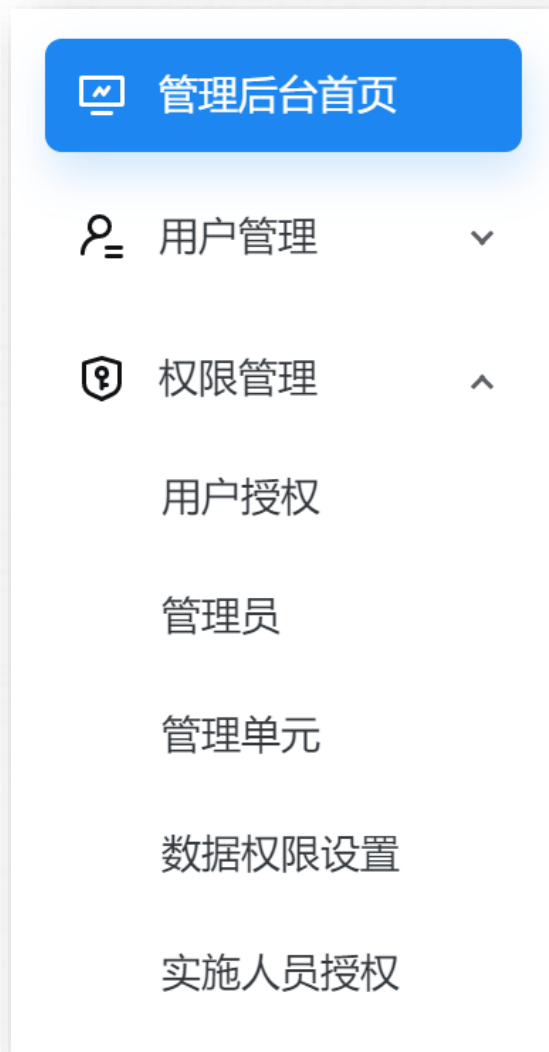 管理后台首页
用户管理
权限管理
用户授权
管理员
管理单元
数据权限设置
实施人员授权